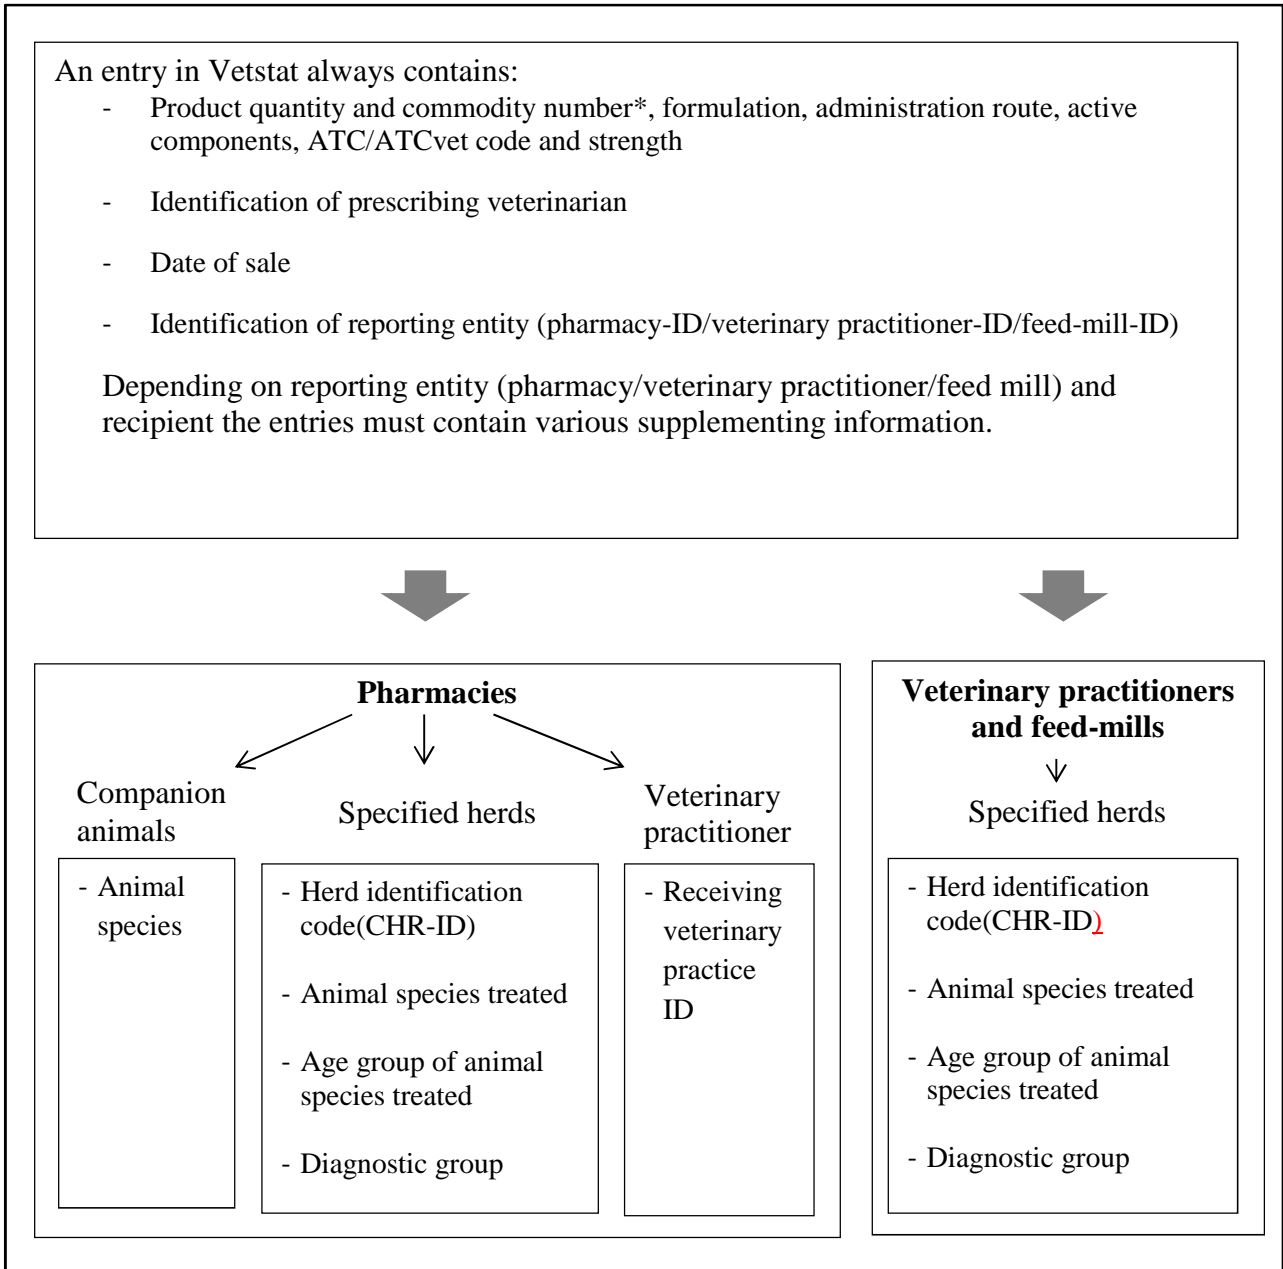 An entry in Vetstat always contains:
- Product quantity and commodity number*, formulation, administration route, active
components, ATC/ATCvet code and strength
- Identification of prescribing veterinarian
- Date of sale
- Identification of reporting entity (pharmacy-ID/veterinary practitioner-ID/feed-mill-ID)
Depending on reporting entity (pharmacy/veterinary practitioner/feed mill) and
recipient the entries must contain various supplementing information.
Pharmacies
Companion
animals
- Animal
species
Specified herds
- Herd identification
code(CHR-ID)
- Animal species treated
- Age group of animal
species treated
- Diagnostic group
Veterinary
practitioner
- Receiving
veterinary
practice
ID
Veterinary practitioners
and feed-mills
Specified herds
- Herd identification
code(CHR-ID)
- Animal species treated
- Age group of animal
species treated
- Diagnostic group